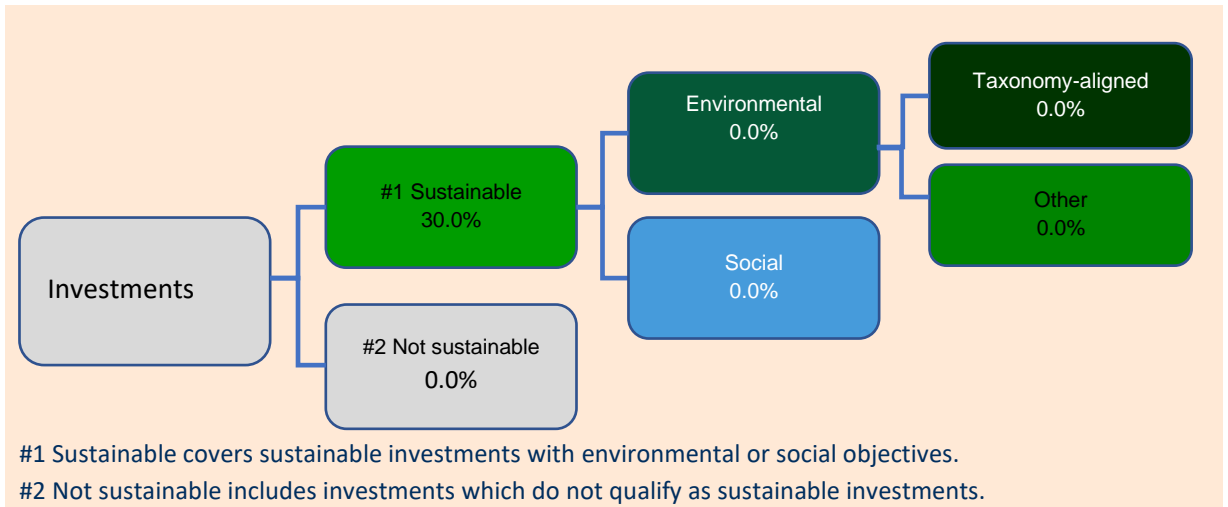 Investments
#1 Sustainable
30.0%
#2 Not sustainable
0.0%
Environmental
0.0%
Social
0.0%
Taxonomy-aligned
0.0%
Other
0.0%
#1 Sustainable covers sustainable investments with environmental or social objectives.
#2 Not sustainable includes investments which do not qualify as sustainable investments.